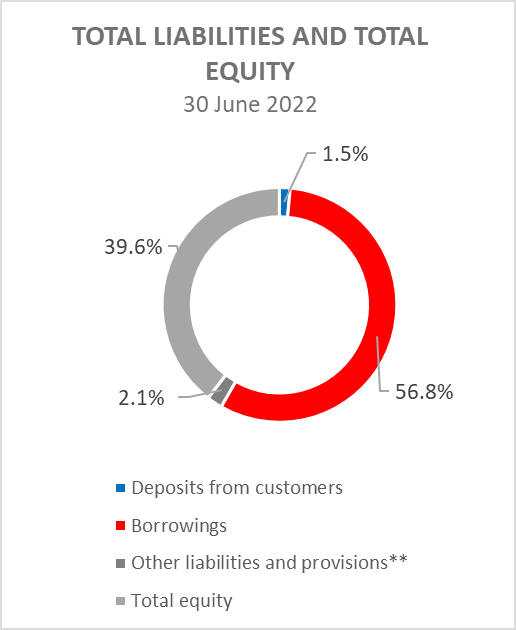 TOTAL LIABILITIES AND TOTAL
EQUITY
30 June 2022
1.5%
39.6%
2.1%
56.8%
Deposits from customers
Borrowings
Other liabilities and provisions**
Total equity